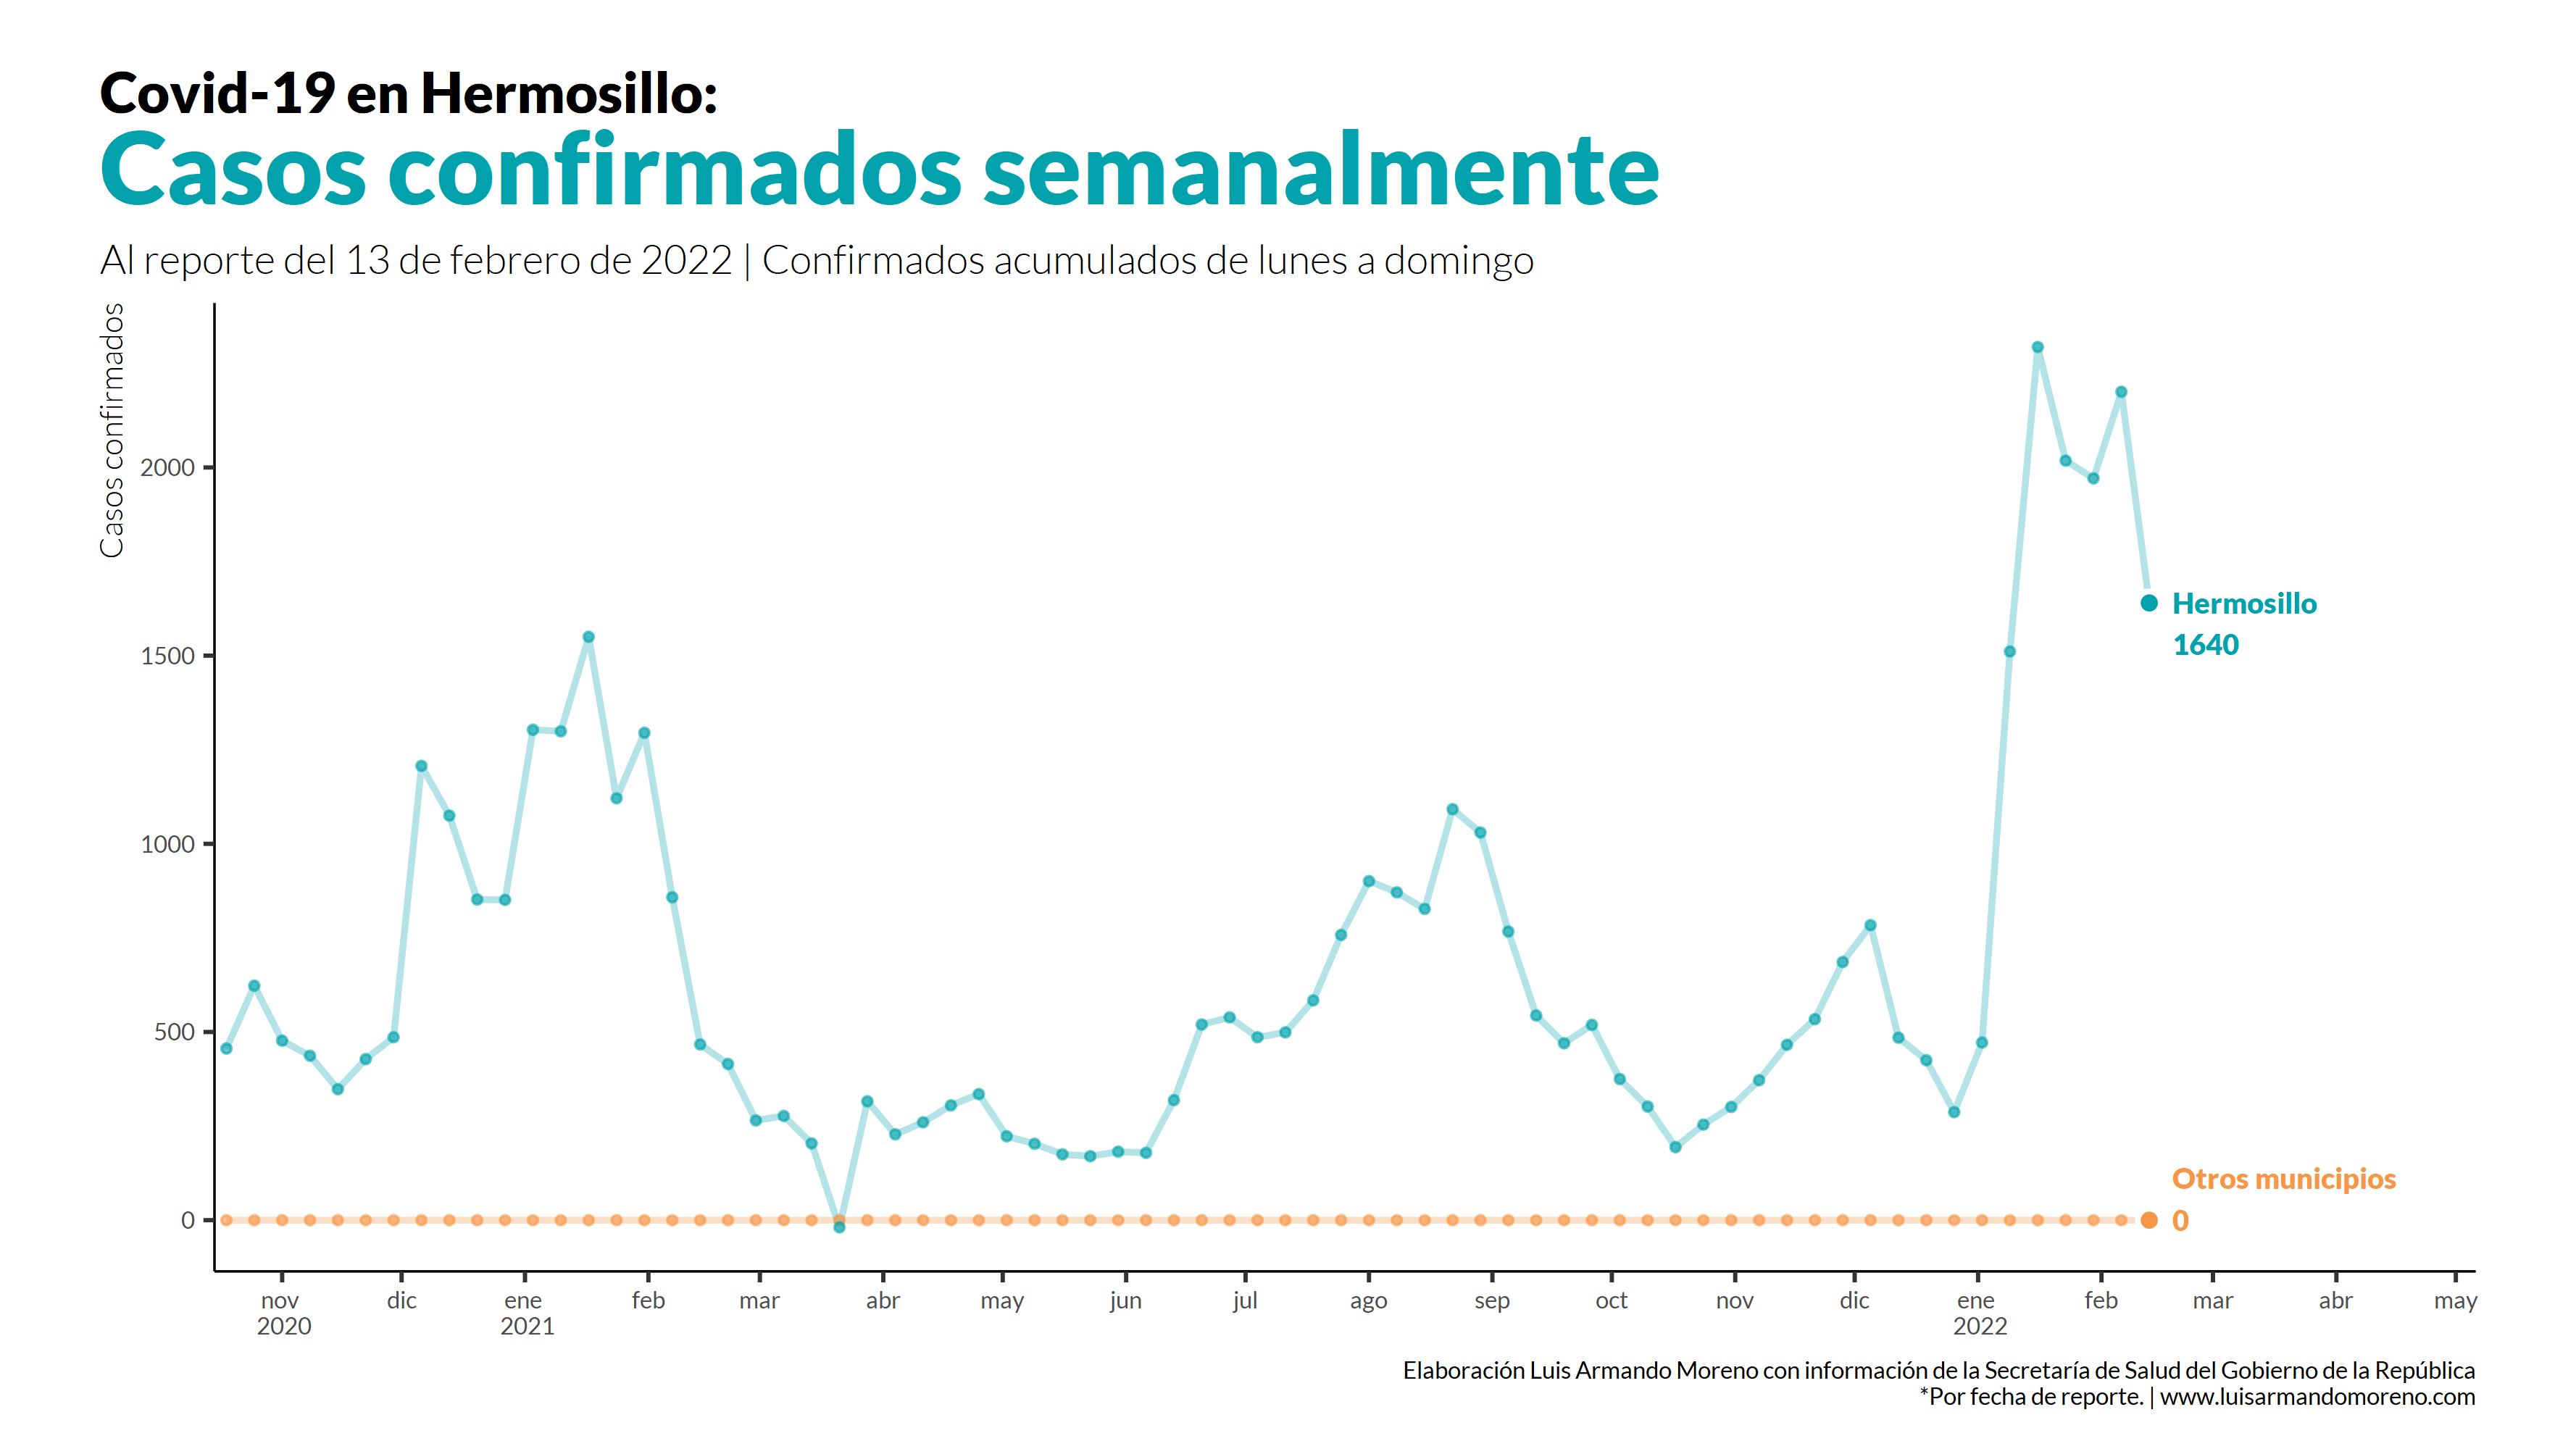 Covid-19 en Hermosillo:
Casos confirmados semanalmente
Al reporte del 13 de febrero de 2022 | Confirmados acumulados de lunes a domingo
Casos confirmados
2000
1500
1000
500
0
Hermosillo
1640
Otros municipios
0
nov dic ene feb mar abr may jun jul ago sep oct nov dic ene feb mar abr may
2020 2021 2022
Elaboración Luis Armando Moreno con información de la Secretaría de Salud del Gobierno de la República
*Por fecha de reporte. | www.luisarmandomoreno.com